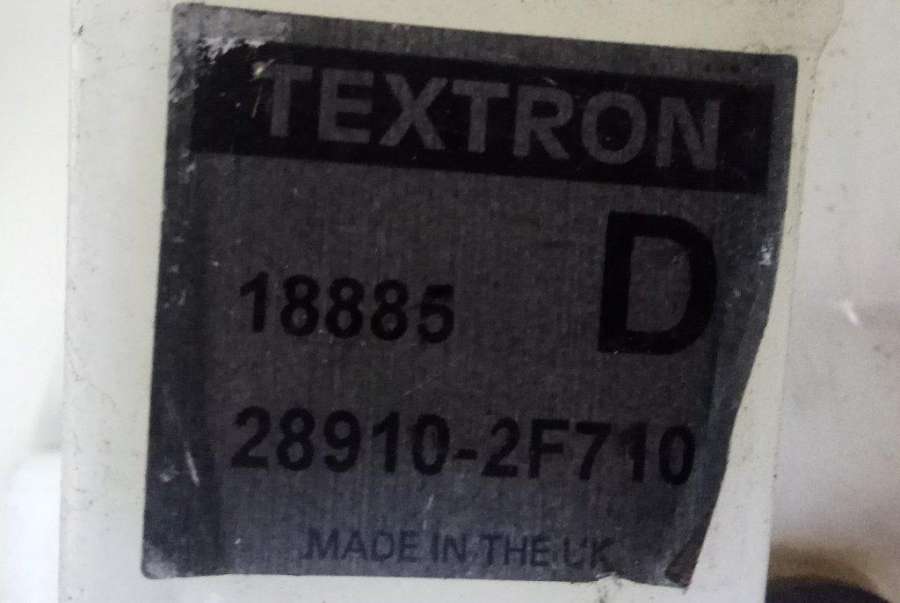 TEXTRON
D
18885
28910-2F710
MADE IN THE UK